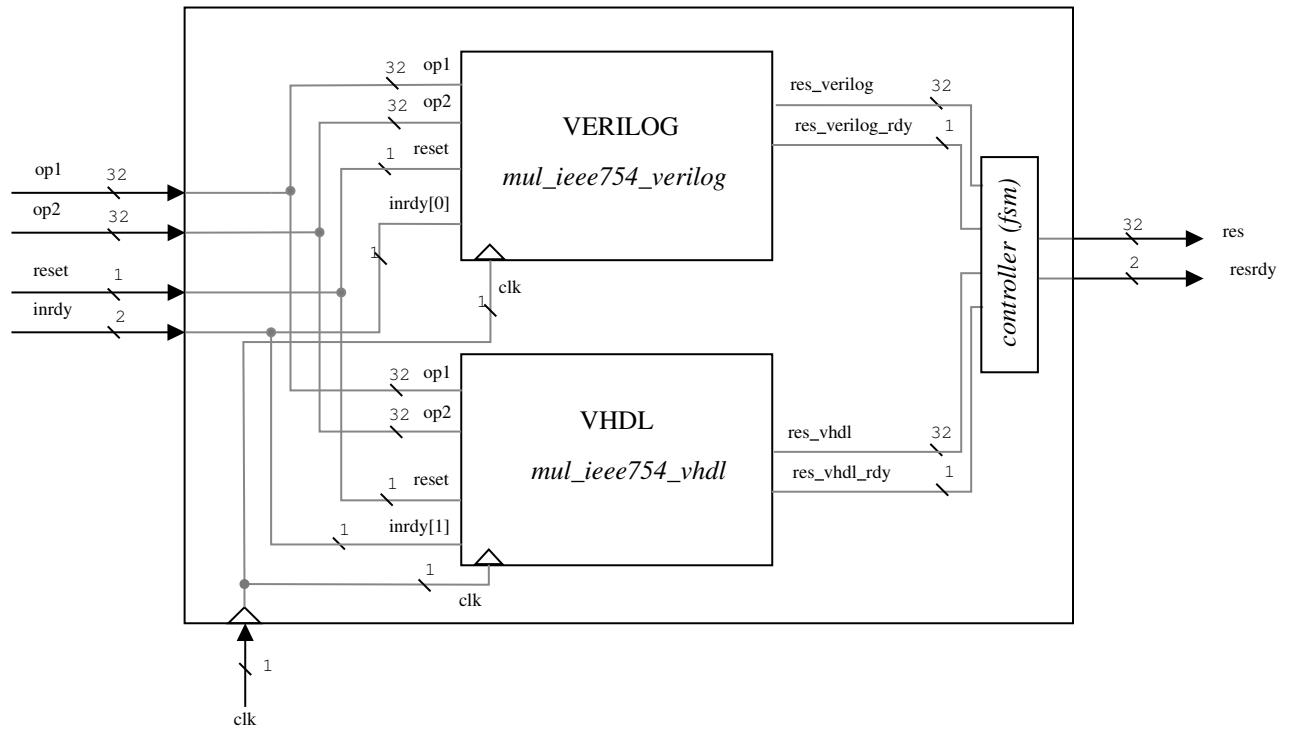 op1
32
op2
32
reset
1
inrdy
2
32
op1
32
op2
1
reset
inrdy[0]
1
1
clk
VERILOG
mul_ieee754_verilog
res_verilog
32
res_verilog_rdy
1
controller (fsm)
32
res
2
resrdy
32
op1
32
op2
1
reset
1
inrdy[1]
1
clk
VHDL
mul_ieee754_vhdl
res_vhdl
32
res_vhdl_rdy
1
1
clk